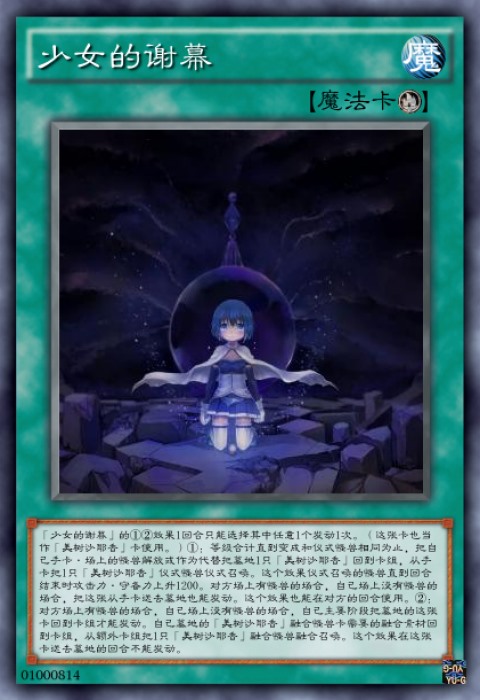 少女的谢幕
魔
【魔法卡】
「少女的谢幕」的①②效果1回合只能选择其中任意1个发动1次。（这张卡也当
作「美树沙耶香」卡使用。）①：等级合计直到变成和仪式怪兽相同为止，把自
己手卡·场上的怪兽解放或作为代替把墓地1只「美树沙耶香」回到卡组，从手
卡把1只「美树沙耶香」仪式怪兽仪式召唤。这个效果仪式召唤的怪兽直到回合
结束时攻击力·守备力上升1200。对方场上有怪兽的场合，自己场上没有怪兽的
场合，把这张从手卡送去墓地也能发动。这个效果也能在对方的回合使用。②：
对方场上有怪兽的场合，自己场上没有怪兽的场合，自己主要阶段把墓地的这张
卡回到卡组才能发动。自己墓地的「美树沙耶香」融合怪兽卡需要的融合素材回
到卡组，从额外卡组把1只「美树沙耶香」融合怪兽融合召唤。这个效果在这张
卡送去墓地的回合不能发动。
01000814